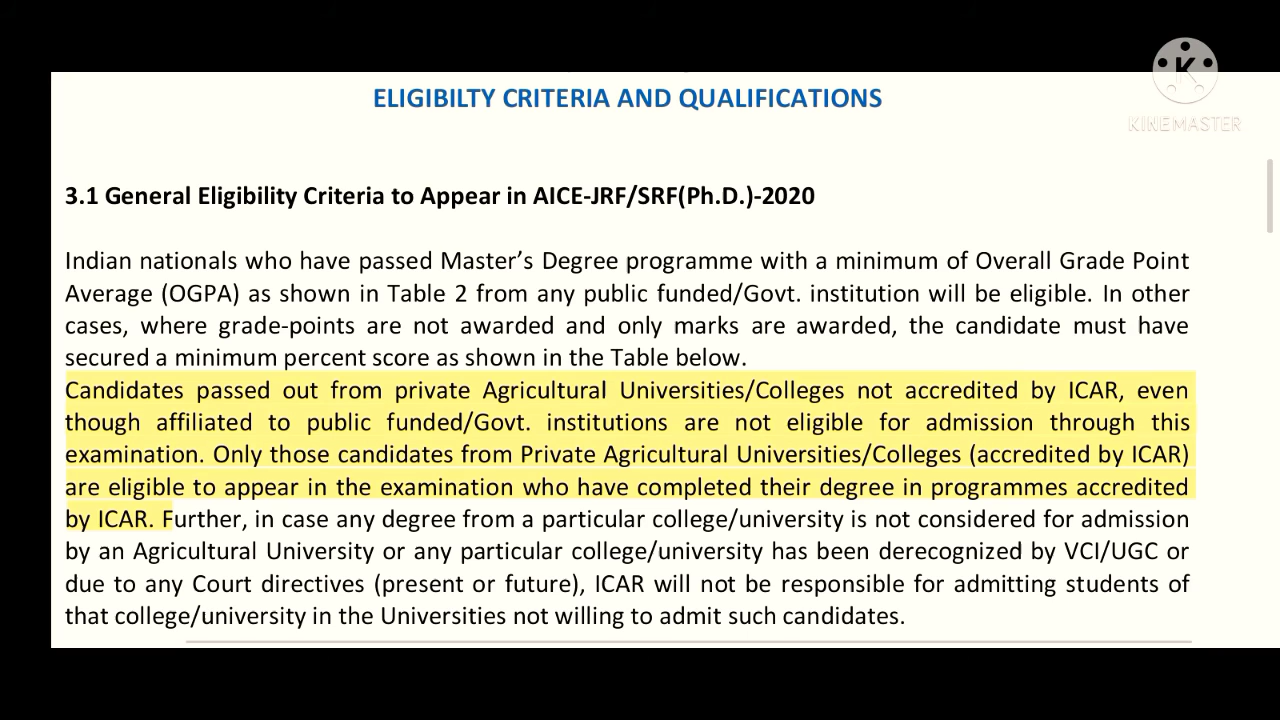 K
KINEMASTER
ELIGIBILTY CRITERIA AND QUALIFICATIONS
3.1 General Eligibility Criteria to Appear in AICE-JRF/SRF(Ph.D.)-2020
Indian nationals who have passed Master’s Degree programme with a minimum of Overall Grade Point
Average (OGPA) as shown in Table 2 from any public funded/Govt. institution will be eligible. In other
cases, where grade-points are not awarded and only marks are awarded, the candidate must have
secured a minimum percent score as shown in the Table below.
Candidates passed out from private Agricultural Universities/Colleges not accredited by ICAR, even
though affiliated to public funded/Govt. institutions are not eligible for admission through this
examination. Only those candidates from Private Agricultural Universities/Colleges (accredited by ICAR)
are eligible to appear in the examination who have completed their degree in programmes accredited
by ICAR. Further, in case any degree from a particular college/university is not considered for admission
by an Agricultural University or any particular college/university has been derecognized by VCI/UGC or
due to any Court directives (present or future), ICAR will not be responsible for admitting students of
that college/university in the Universities not willing to admit such candidates.